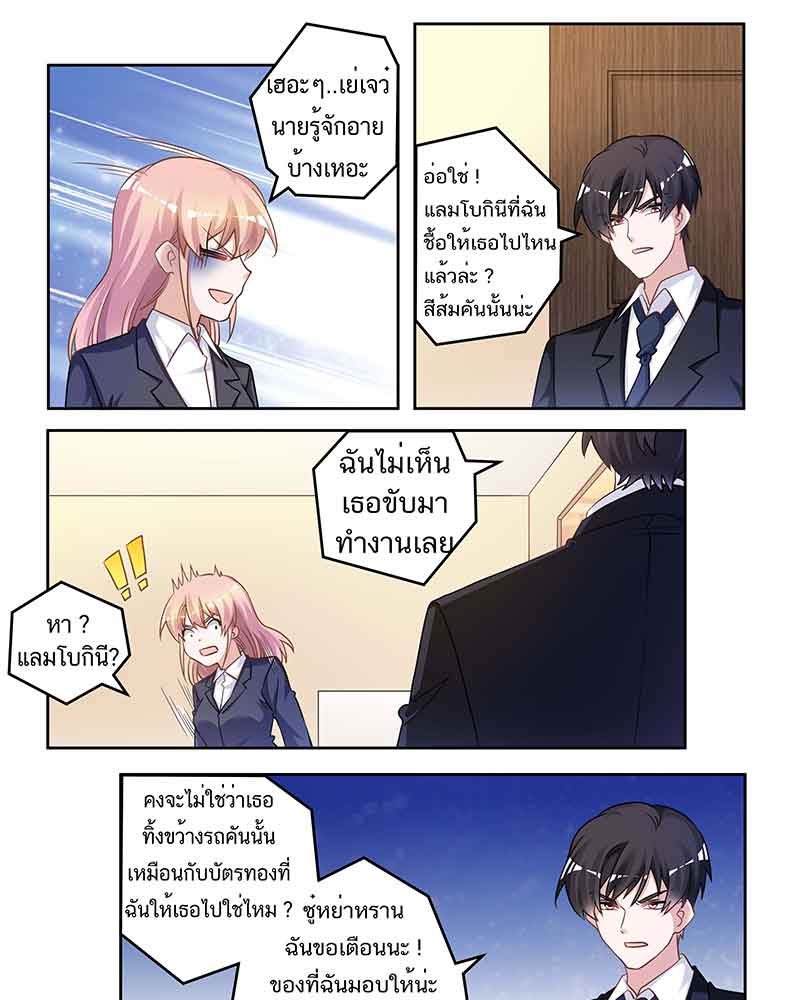 เฮอะๆ..เย่เจว๋
นายรู้จักอาย
บ้างเหอะ
อ่อใช่ !
แลมโบกินีที่ฉัน
ซื้อให้เธอไปไหน
แล้วล่ะ ?
สีส้มคันนั้นน่ะ
ฉันไม่เห็น
เธอขับมา
ทำงานเลย
หา ?
แลมโบกินี?
คงจะไม่ใช่ว่าเธอ
ทิ้งขว้างรถคันนั้น
เหมือนกับบัตรทองที่
ฉันให้เธอไปใช่ไหม ?
ซู๋หย่าหราน
ฉันขอเตือนนะ !
ของที่ฉันมอบให้น่ะ